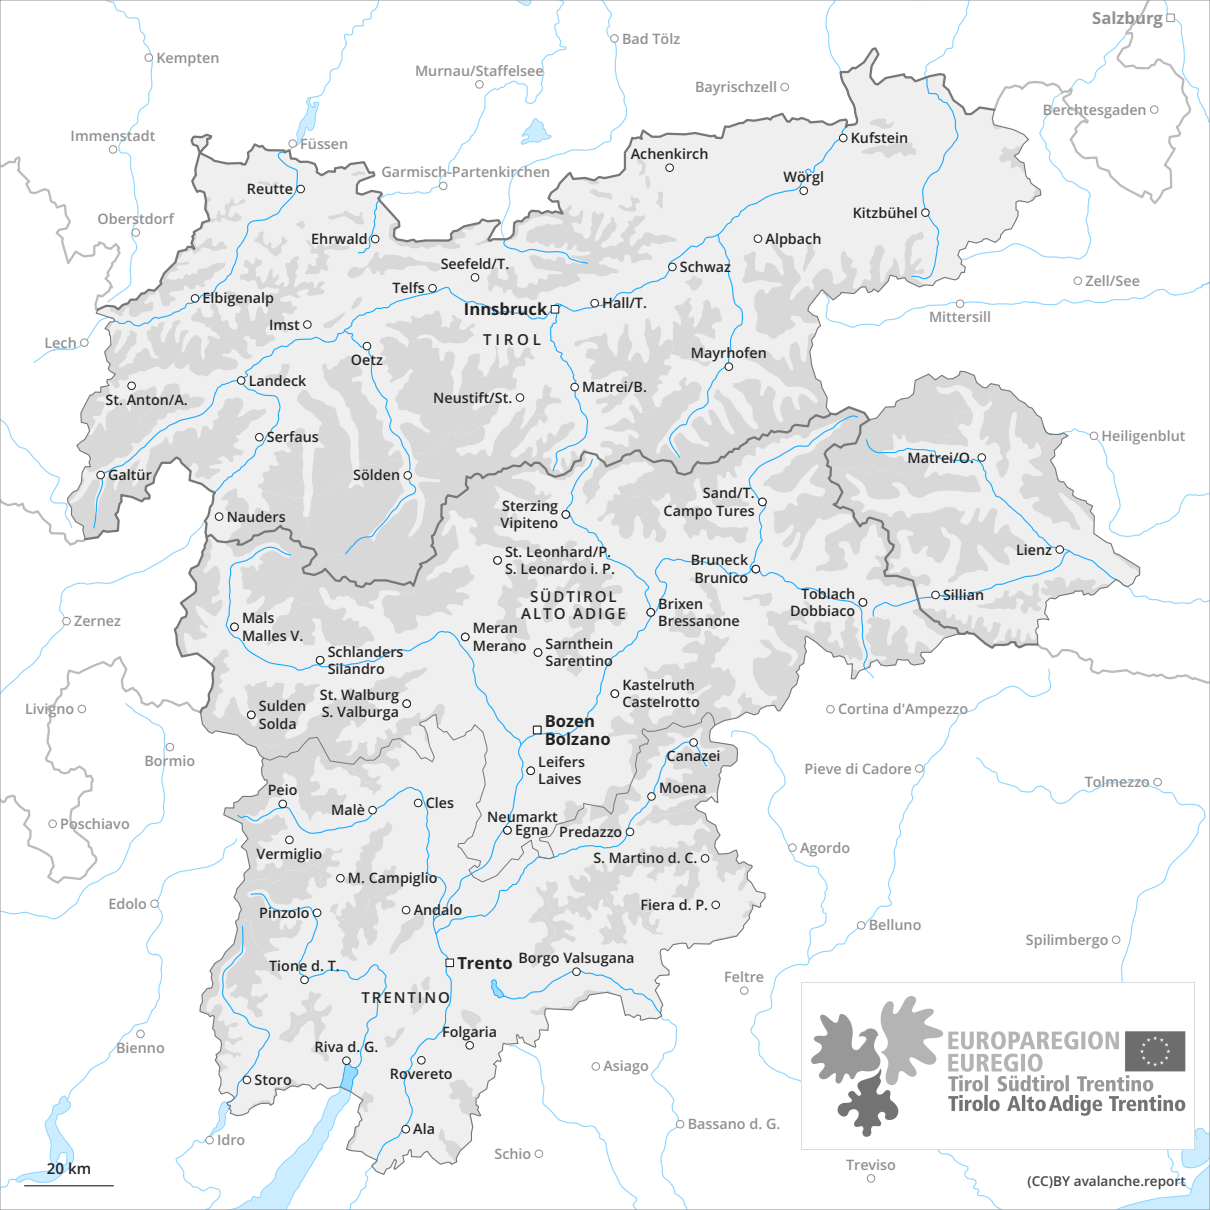 Salzburg
Kempten
Bad Tölz
Murnau/Staffelsee
Bayrischzell
Berchtesgaden
Immenstadt
Füssen
Kufstein
Achenkirch
Garmisch-Partenkirchen
Wörgl
Reutte
Oberstdorf
Kitzbühel
Ehrwald
Alpbach
Seefeld/T.
Schwaz
Zell/See
Telfs
Elbigenalp
Hall/T.
Innsbruck
Mittersill
Imst
TIROL
Lech
Oetz
Mayrhofen
Landeck
Matrei/B.
St. Anton/A.
Neustift/St.
Serfaus
Heiligenblut
Matrei/O.
Galtür
Sölden
Sand/T.
Campo Tures
Sterzing
Vipiteno
Nauders
St. Leonhard/P.
S. Leonardo i. P.
Lienz
Bruneck
Brunico
SÜDTIROL
ALTO ADIGE
Toblach
Dobbiaco
Sillian
Brixen
Bressanone
Zernez
Mals
Malles V.
Meran
Merano
Sarnthein
Sarentino
Schlanders
Silandro
Kastelruth
Castelrotto
St. Walburg
S. Valburga
Livigno
Sulden
Solda
Cortina d'Ampezzo
Bozen
Bolzano
Bormio
Canazei
Leifers
Laives
Pieve di Cadore
Tolmezzo
Peio
Moena
Malè
Cles
Neumarkt
Egna
Predazzo
Poschiavo
Vermiglio
S. Martino d. C.
Agordo
M. Campiglio
Edolo
Pinzolo
Andalo
Fiera d. P.
Belluno
Spilimbergo
Trento
Borgo Valsugana
Tione d. T.
Feltre
TRENTINO
Folgaria
Bienno
Riva d. G.
Rovereto
Asiago
EUROPAREGION
EUREGIO
Tirol Südtirol Trentino
Tirolo Alto Adige Trentino
Storo
Ala
Bassano d. G.
Idro
Schio
Treviso
20 km
(CC)BY avalanche.report